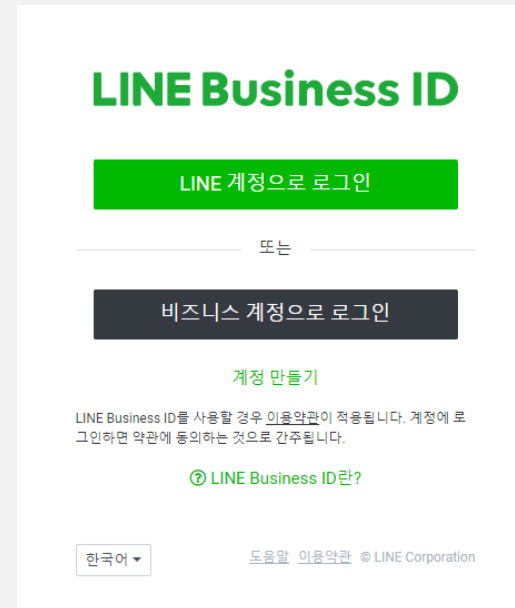 LINE Business ID
LINE 계정으로 로그인
또는
비즈니스 계정으로 로그인
계정 만들기
LINE Business ID를 사용할 경우 이용약관이 적용됩니다. 계정에 로
그인하면 약관에 동의하는 것으로 간주됩니다.
? LINE Business ID란?
한국어
도움말 이용약관 © LINE Corporation